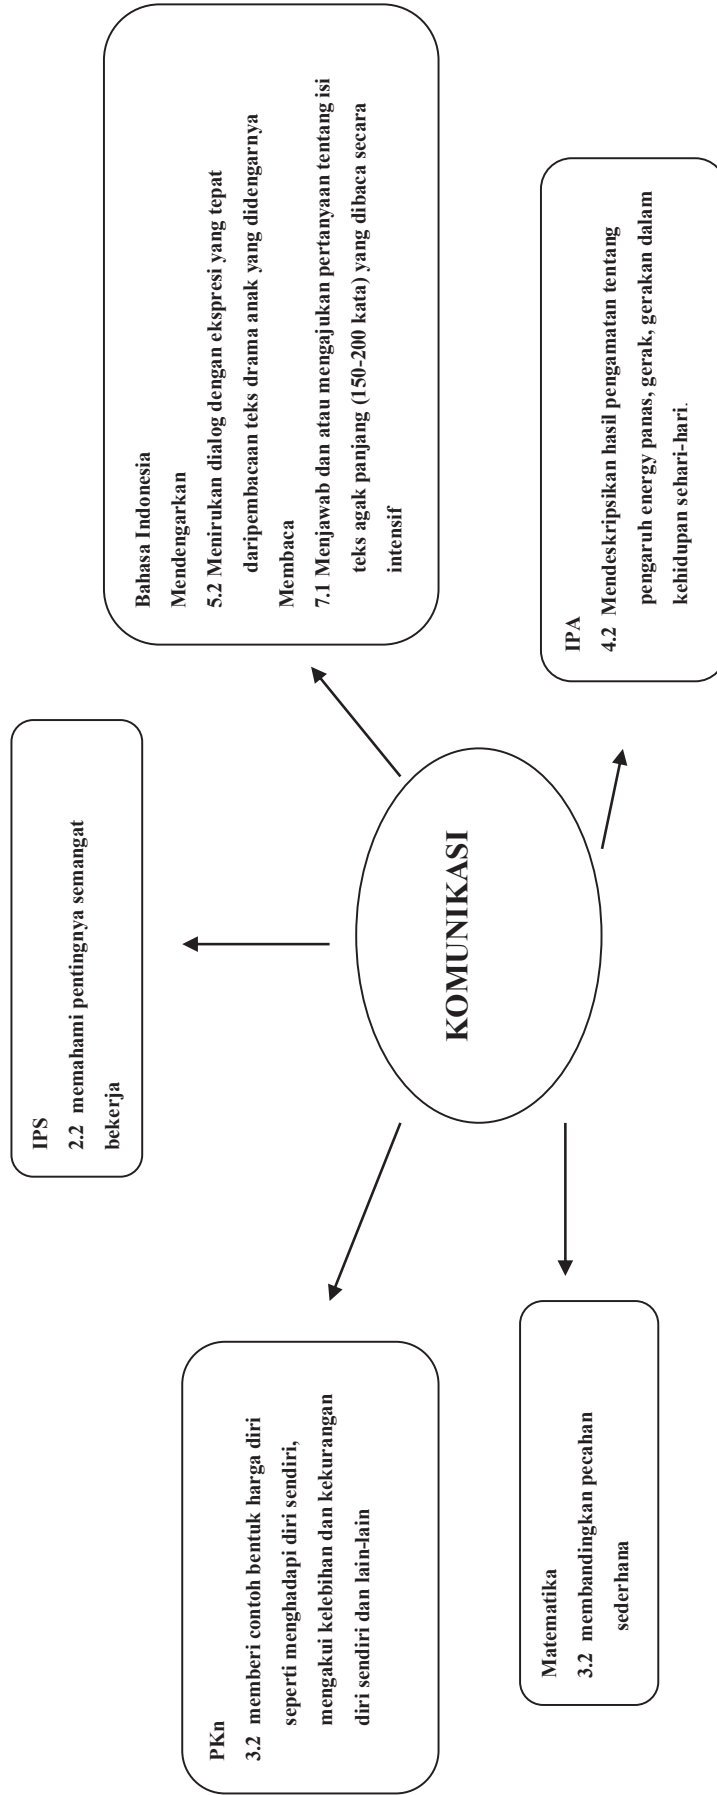 IPS
2.2 memahami pentingnya semangat
bekerja
Bahasa Indonesia
Mendengarkan
5.2 Menirukan dialog dengan ekspresi yang tepat
daripembacaan teks drama anak yang didengarnya
Membaca
7.1 Menjawab dan atau mengajukan pertanyaan tentang isi
teks agak panjang (150-200 kata) yang dibaca secara
intensif
PKn
3.2 memberi contoh bentuk harga diri
seperti menghadapi diri sendiri,
mengakui kelebihan dan kekurangan
diri sendiri dan lain-lain
KOMUNIKASI
Matematika
3.2 membandingkan pecahan
sederhana
IPA
4.2 Mendeskripsikan hasil pengamatan tentang
pengaruh energy panas, gerak, gerakan dalam
kehidupan sehari-hari.